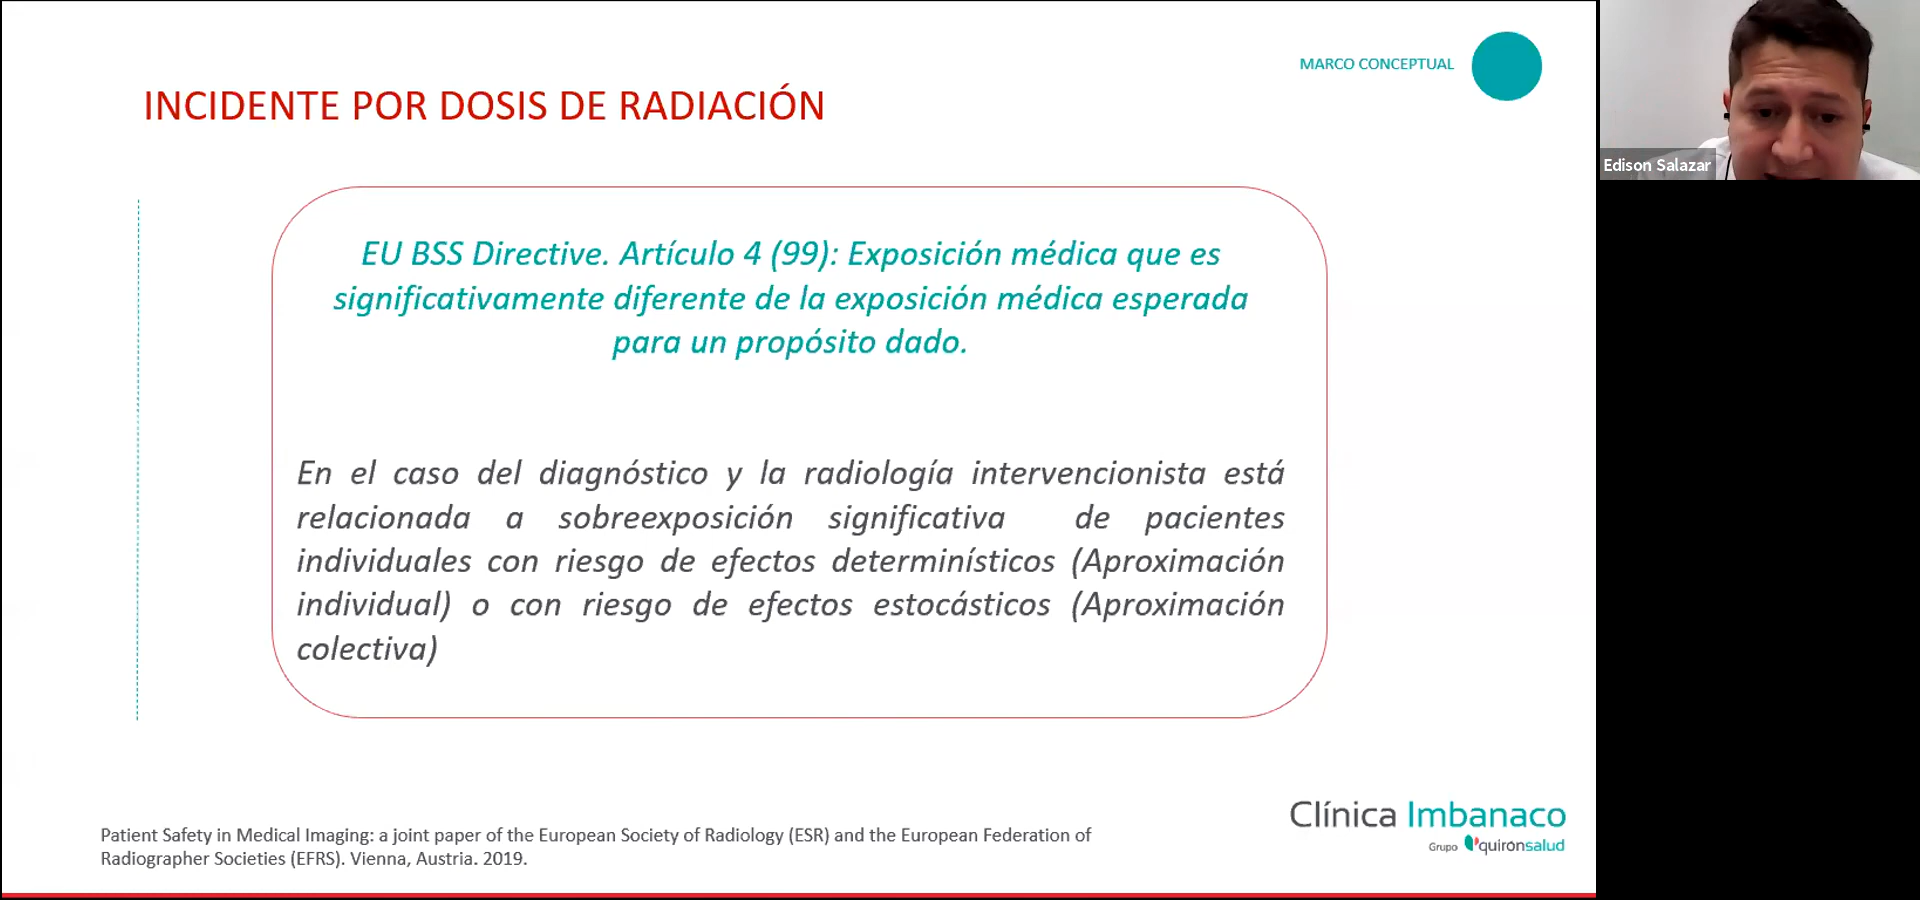 MARCO CONCEPTUAL
INCIDENTE POR DOSIS DE RADIACIÓN
EU BSS Directive. Artículo 4 (99): Exposición médica que es
significativamente diferente de la exposición médica esperada
para un propósito dado.
En el caso del diagnóstico y la radiología intervencionista está
relacionada a sobreexposición significativa de pacientes
individuales con riesgo de efectos determinísticos (Aproximación
individual) o con riesgo de efectos estocásticos (Aproximación
colectiva)
Patient Safety in Medical Imaging: a joint paper of the European Society of Radiology (ESR) and the European Federation of
Radiographer Societies (EFRS). Vienna, Austria. 2019.
Clínica Imbanaco
Grupo quirónsalud
Edison Salazar